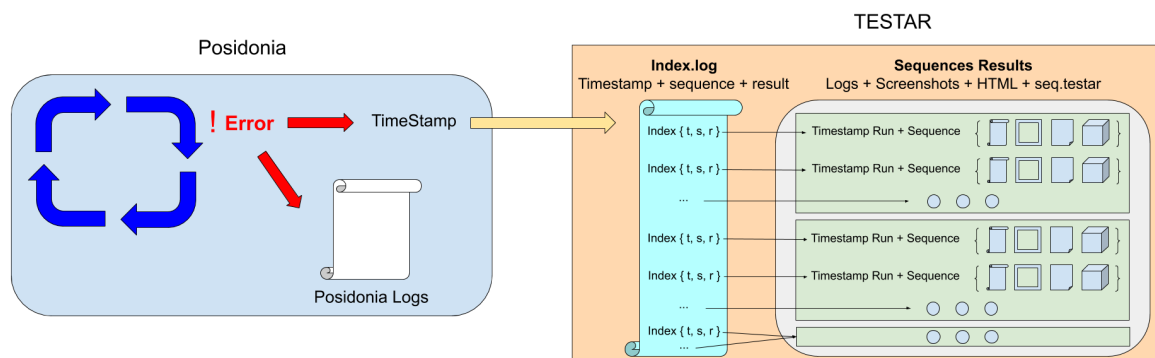 Posidonia
! Error
TimeStamp
Posidonia Logs
TESTAR
Index.log
Timestamp + sequence + result
Sequences Results
Logs + Screenshots + HTML + seq.testar
Index { t, s, r }
Timestamp Run + Sequence { }
Index { t, s, r }
Timestamp Run + Sequence { }
...
Index { t, s, r }
Timestamp Run + Sequence { }
Index { t, s, r }
Timestamp Run + Sequence { }
...
Index { t, s, r }
...